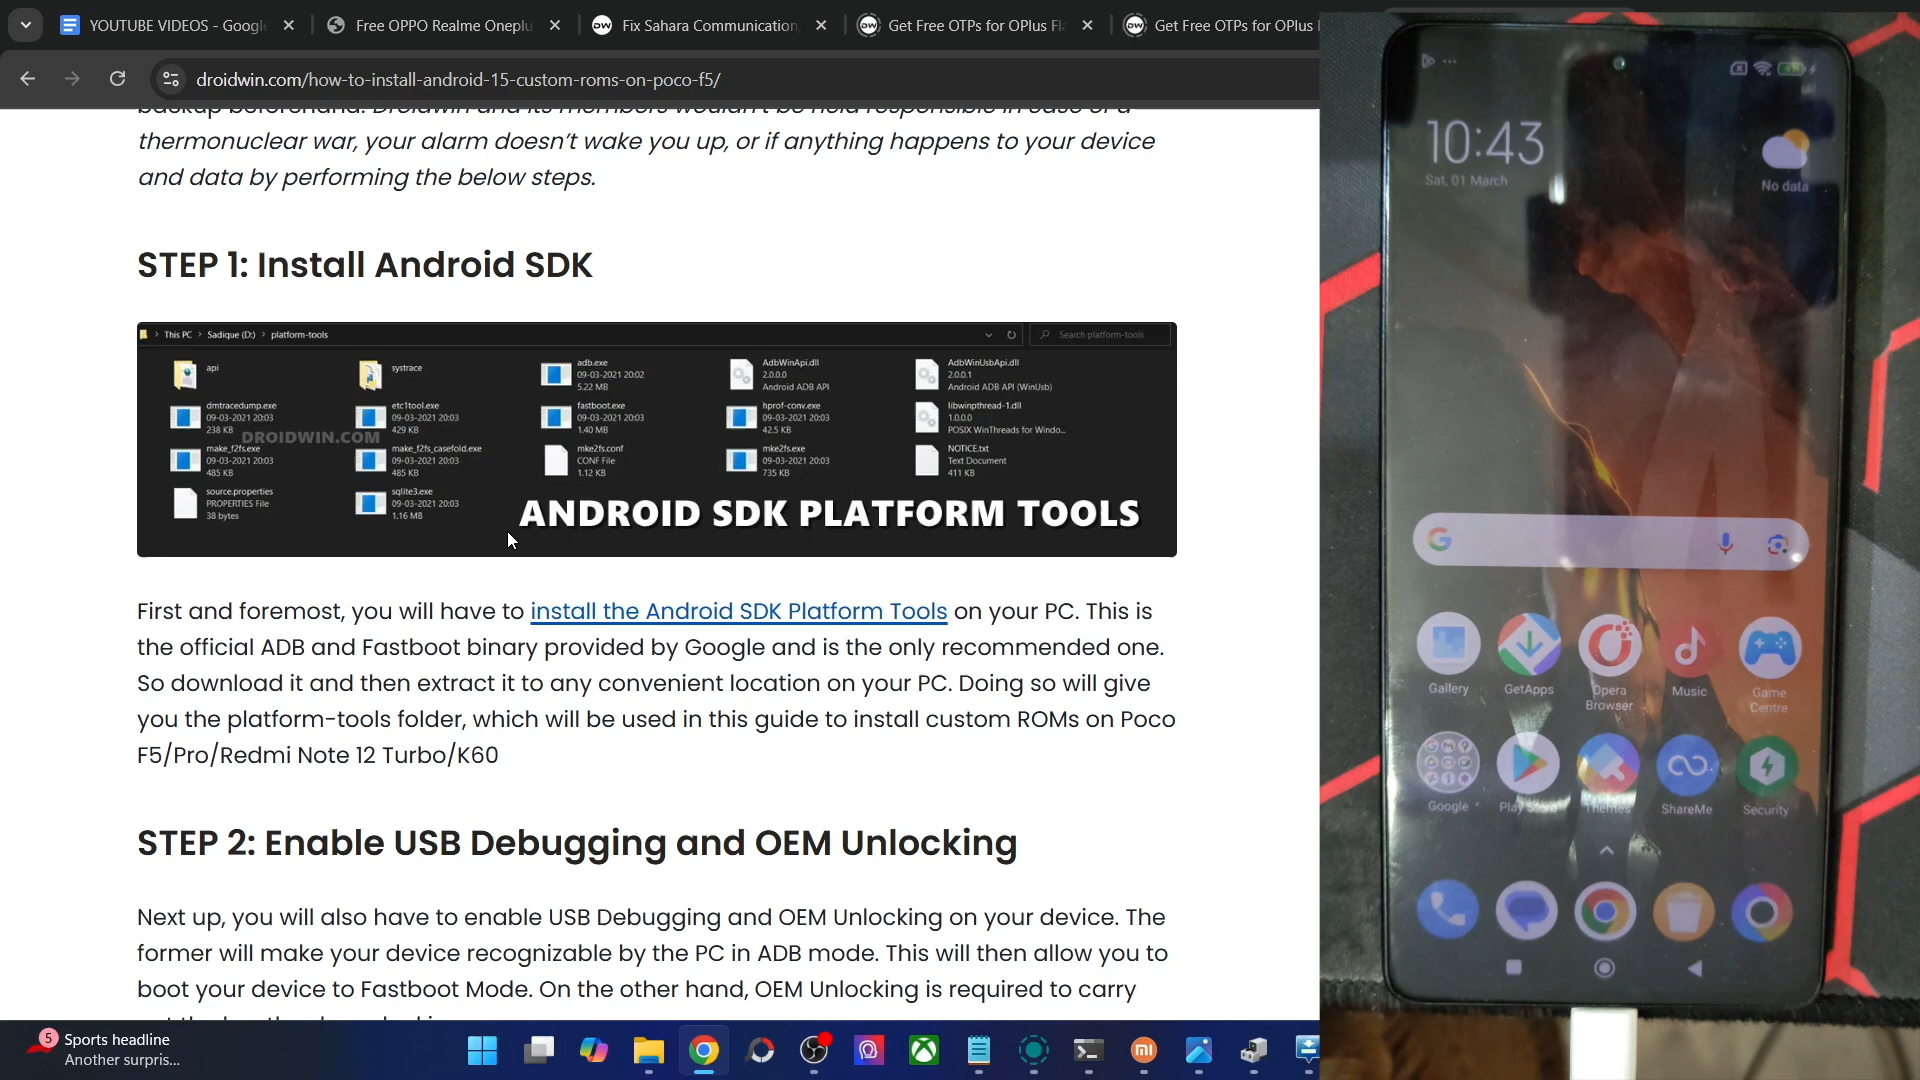 YOUTUBE VIDEOS - Googl
Free OPPO Realme Oneplu
Fix Sahara Communication
Get Free OTPs for OPlus Fl
Get Free OTPs for OPlus
droidwin.com/how-to-install-android-15-custom-roms-on-poco-f5/
backup beforehand. Droidwin and its members wouldn't be held responsible in case of a
thermonuclear war, your alarm doesn't wake you up, or if anything happens to your device
and data by performing the below steps.
STEP 1: Install Android SDK
This PC > Sadique (D:) > platform-tools
Search platform-tools
api
systrace
adb.exe
09-03-2021 20:02
5.22 MB
AdbWinApi.dll
2.0.0.0
Android ADB API
AdbWinUsbApi.dll
2.0.0.1
Android ADB API (WinUsb)
dmtracedump.exe
09-03-2021 20:03
238 KB
etc1tool.exe
09-03-2021 20:03
429 KB
fastboot.exe
09-03-2021 20:03
1.40 MB
hprof-conv.exe
09-03-2021 20:03
42.5 KB
libwinpthread-1.dll
1.0.0.0
POSIX WinThreads for Windo...
DROIDWIN.COM
make_f2fs.exe
09-03-2021 20:03
485 KB
make_f2fs_casefold.exe
09-03-2021 20:03
485 KB
mke2fs.conf
CONF File
1.12 KB
mke2fs.exe
09-03-2021 20:03
735 KB
NOTICE.txt
Text Document
411 KB
source.properties
PROPERTIES File
38 bytes
sqlite3.exe
09-03-2021 20:03
1.16 MB
ANDROID SDK PLATFORM TOOLS
First and foremost, you will have to install the Android SDK Platform Tools on your PC. This is
the official ADB and Fastboot binary provided by Google and is the only recommended one.
So download it and then extract it to any convenient location on your PC. Doing so will give
you the platform-tools folder, which will be used in this guide to install custom ROMs on Poco
F5/Pro/Redmi Note 12 Turbo/K60
STEP 2: Enable USB Debugging and OEM Unlocking
Next up, you will also have to enable USB Debugging and OEM Unlocking on your device. The
former will make your device recognizable by the PC in ADB mode. This will then allow you to
boot your device to Fastboot Mode. On the other hand, OEM Unlocking is required to carry
5
Sports headline
Another surpris...
10:43
Sat, 01 March
No data
Gallery
GetApps
Opera
Browser
Music
Game
Centre
Google
Play Store
Themes
ShareMe
Security